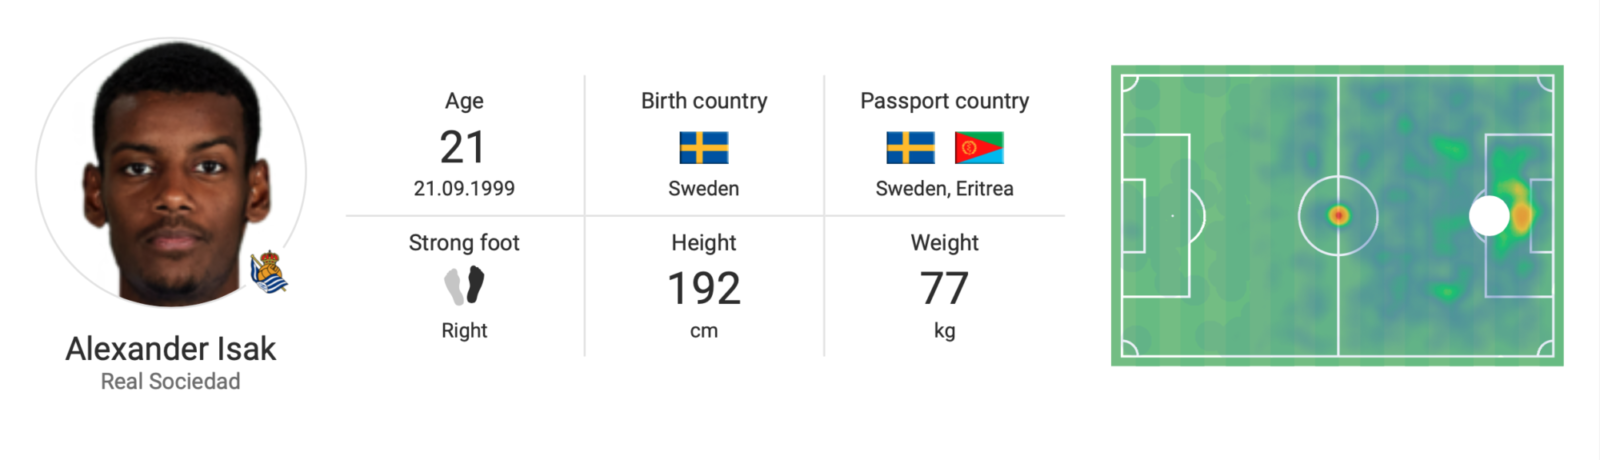 Alexander Isak
Real Sociedad
Age
21
21.09.1999
Birth country
Sweden
Passport country
Sweden, Eritrea
Strong foot
Right
Height
192
cm
Weight
77
kg